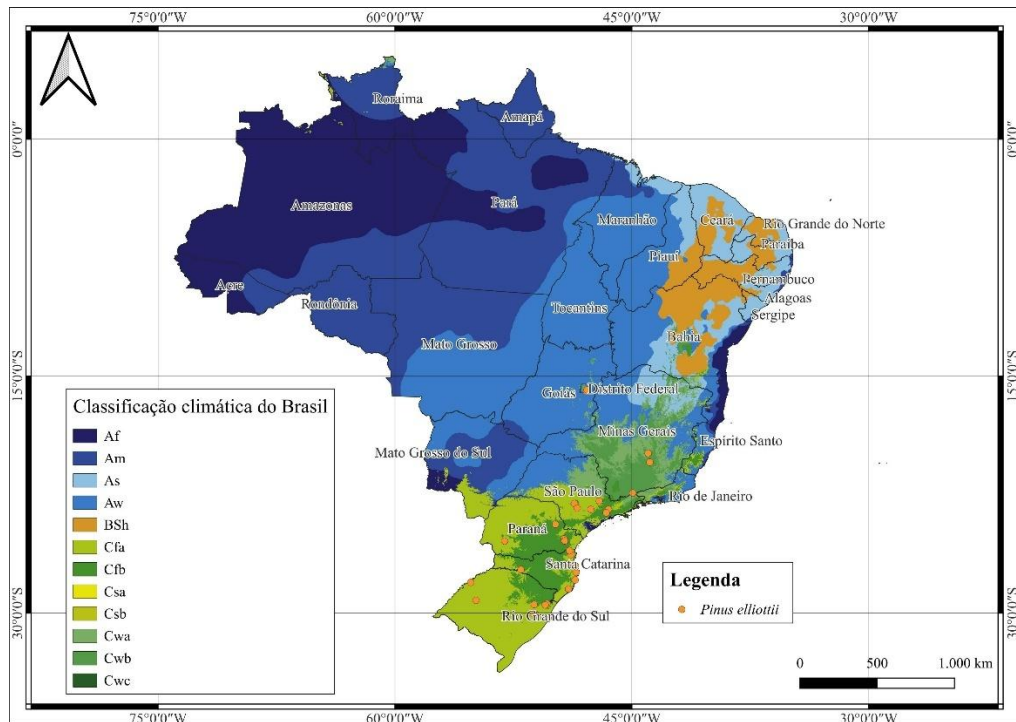 75°0'0"W 60°0'0"W 45°0'0"W 30°0'0"W
Roraima
Amapá
0°0'0"
0°0'0"
Amazonas
Pará
Maranhão
Ceará
Rio Grande do Norte
Paraíba
Piauí
Pernambuco
Acre
Rondônia
Tocantins
Alagoas
Sergipe
Mato Grosso
Bahia
15°0'0"S
15°0'0"S
Goiás
Distrito Federal
Minas Gerais
Espírito Santo
Mato Grosso do Sul
São Paulo
Rio de Janeiro
Paraná
Santa Catarina
Rio Grande do Sul
30°0'0"S
30°0'0"S
Classificação climática do Brasil
Af
Am
As
Aw
BSh
Cfa
Cfb
Csa
Csb
Cwa
Cwb
Cwc
Legenda
Pinus elliottii
0 500 1.000 km
75°0'0"W 60°0'0"W 45°0'0"W 30°0'0"W